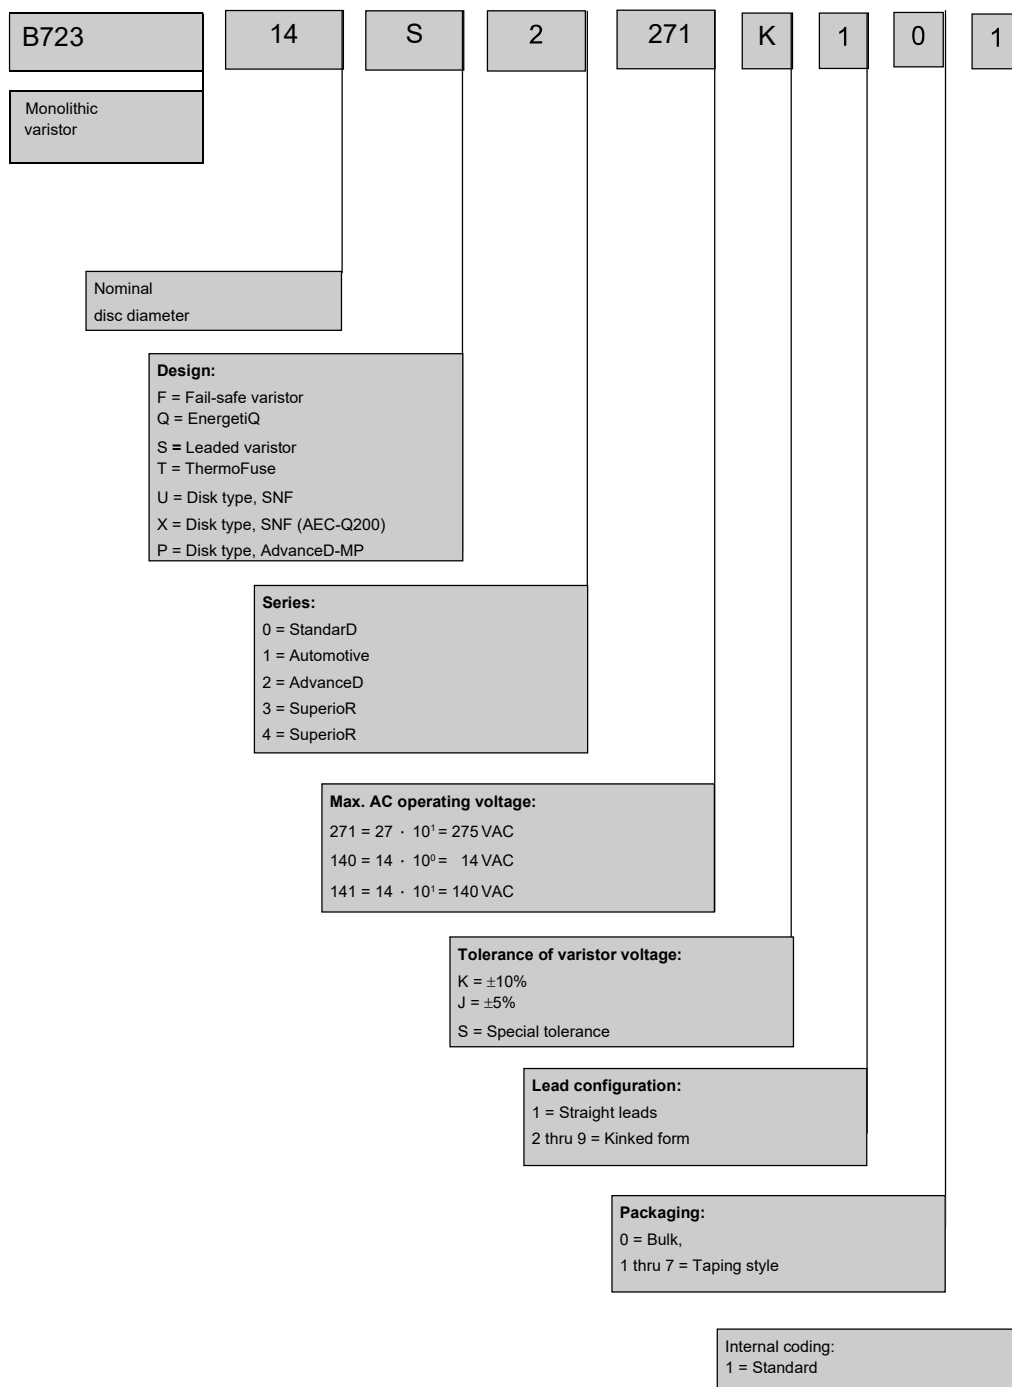 B723 14 S 2 271 K 1 0 1
Monolithic
varistor
Nominal
disc diameter
Design:
F = Fail-safe varistor
Q = EnergetiQ
S = Leaded varistor
T = ThermoFuse
U = Disk type, SNF
X = Disk type, SNF (AEC-Q200)
P = Disk type, AdvanceD-MP
Series:
0 = StandarD
1 = Automotive
2 = AdvanceD
3 = SuperioR
4 = SuperioR
Max. AC operating voltage:
271 = 27 · 10¹ = 275 VAC
140 = 14 · 10⁰ = 14 VAC
141 = 14 · 10¹ = 140 VAC
Tolerance of varistor voltage:
K = ±10%
J = ±5%
S = Special tolerance
Lead configuration:
1 = Straight leads
2 thru 9 = Kinked form
Packaging:
0 = Bulk,
1 thru 7 = Taping style
Internal coding:
1 = Standard